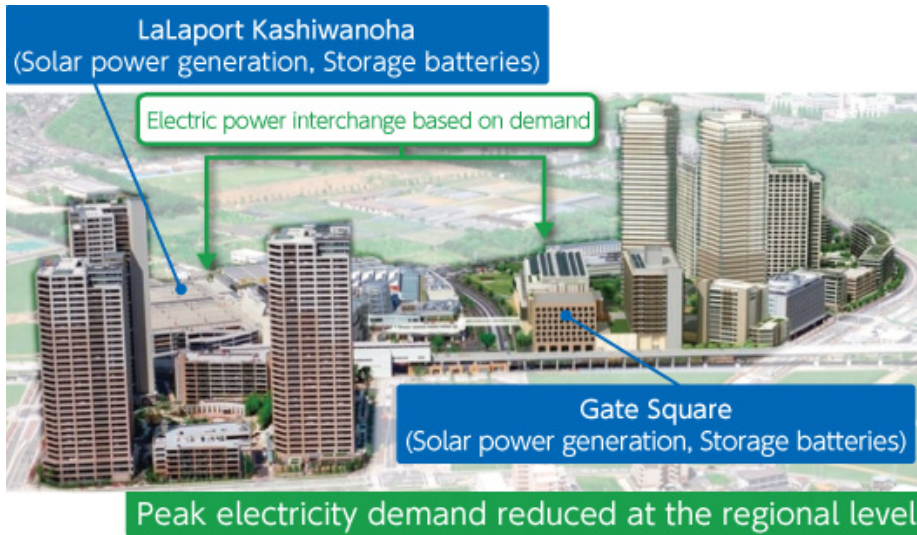 LaLaport Kashiwanoha
(Solar power generation, Storage batteries)
Electric power interchange based on demand
Gate Square
(Solar power generation, Storage batteries)
Peak electricity demand reduced at the regional level